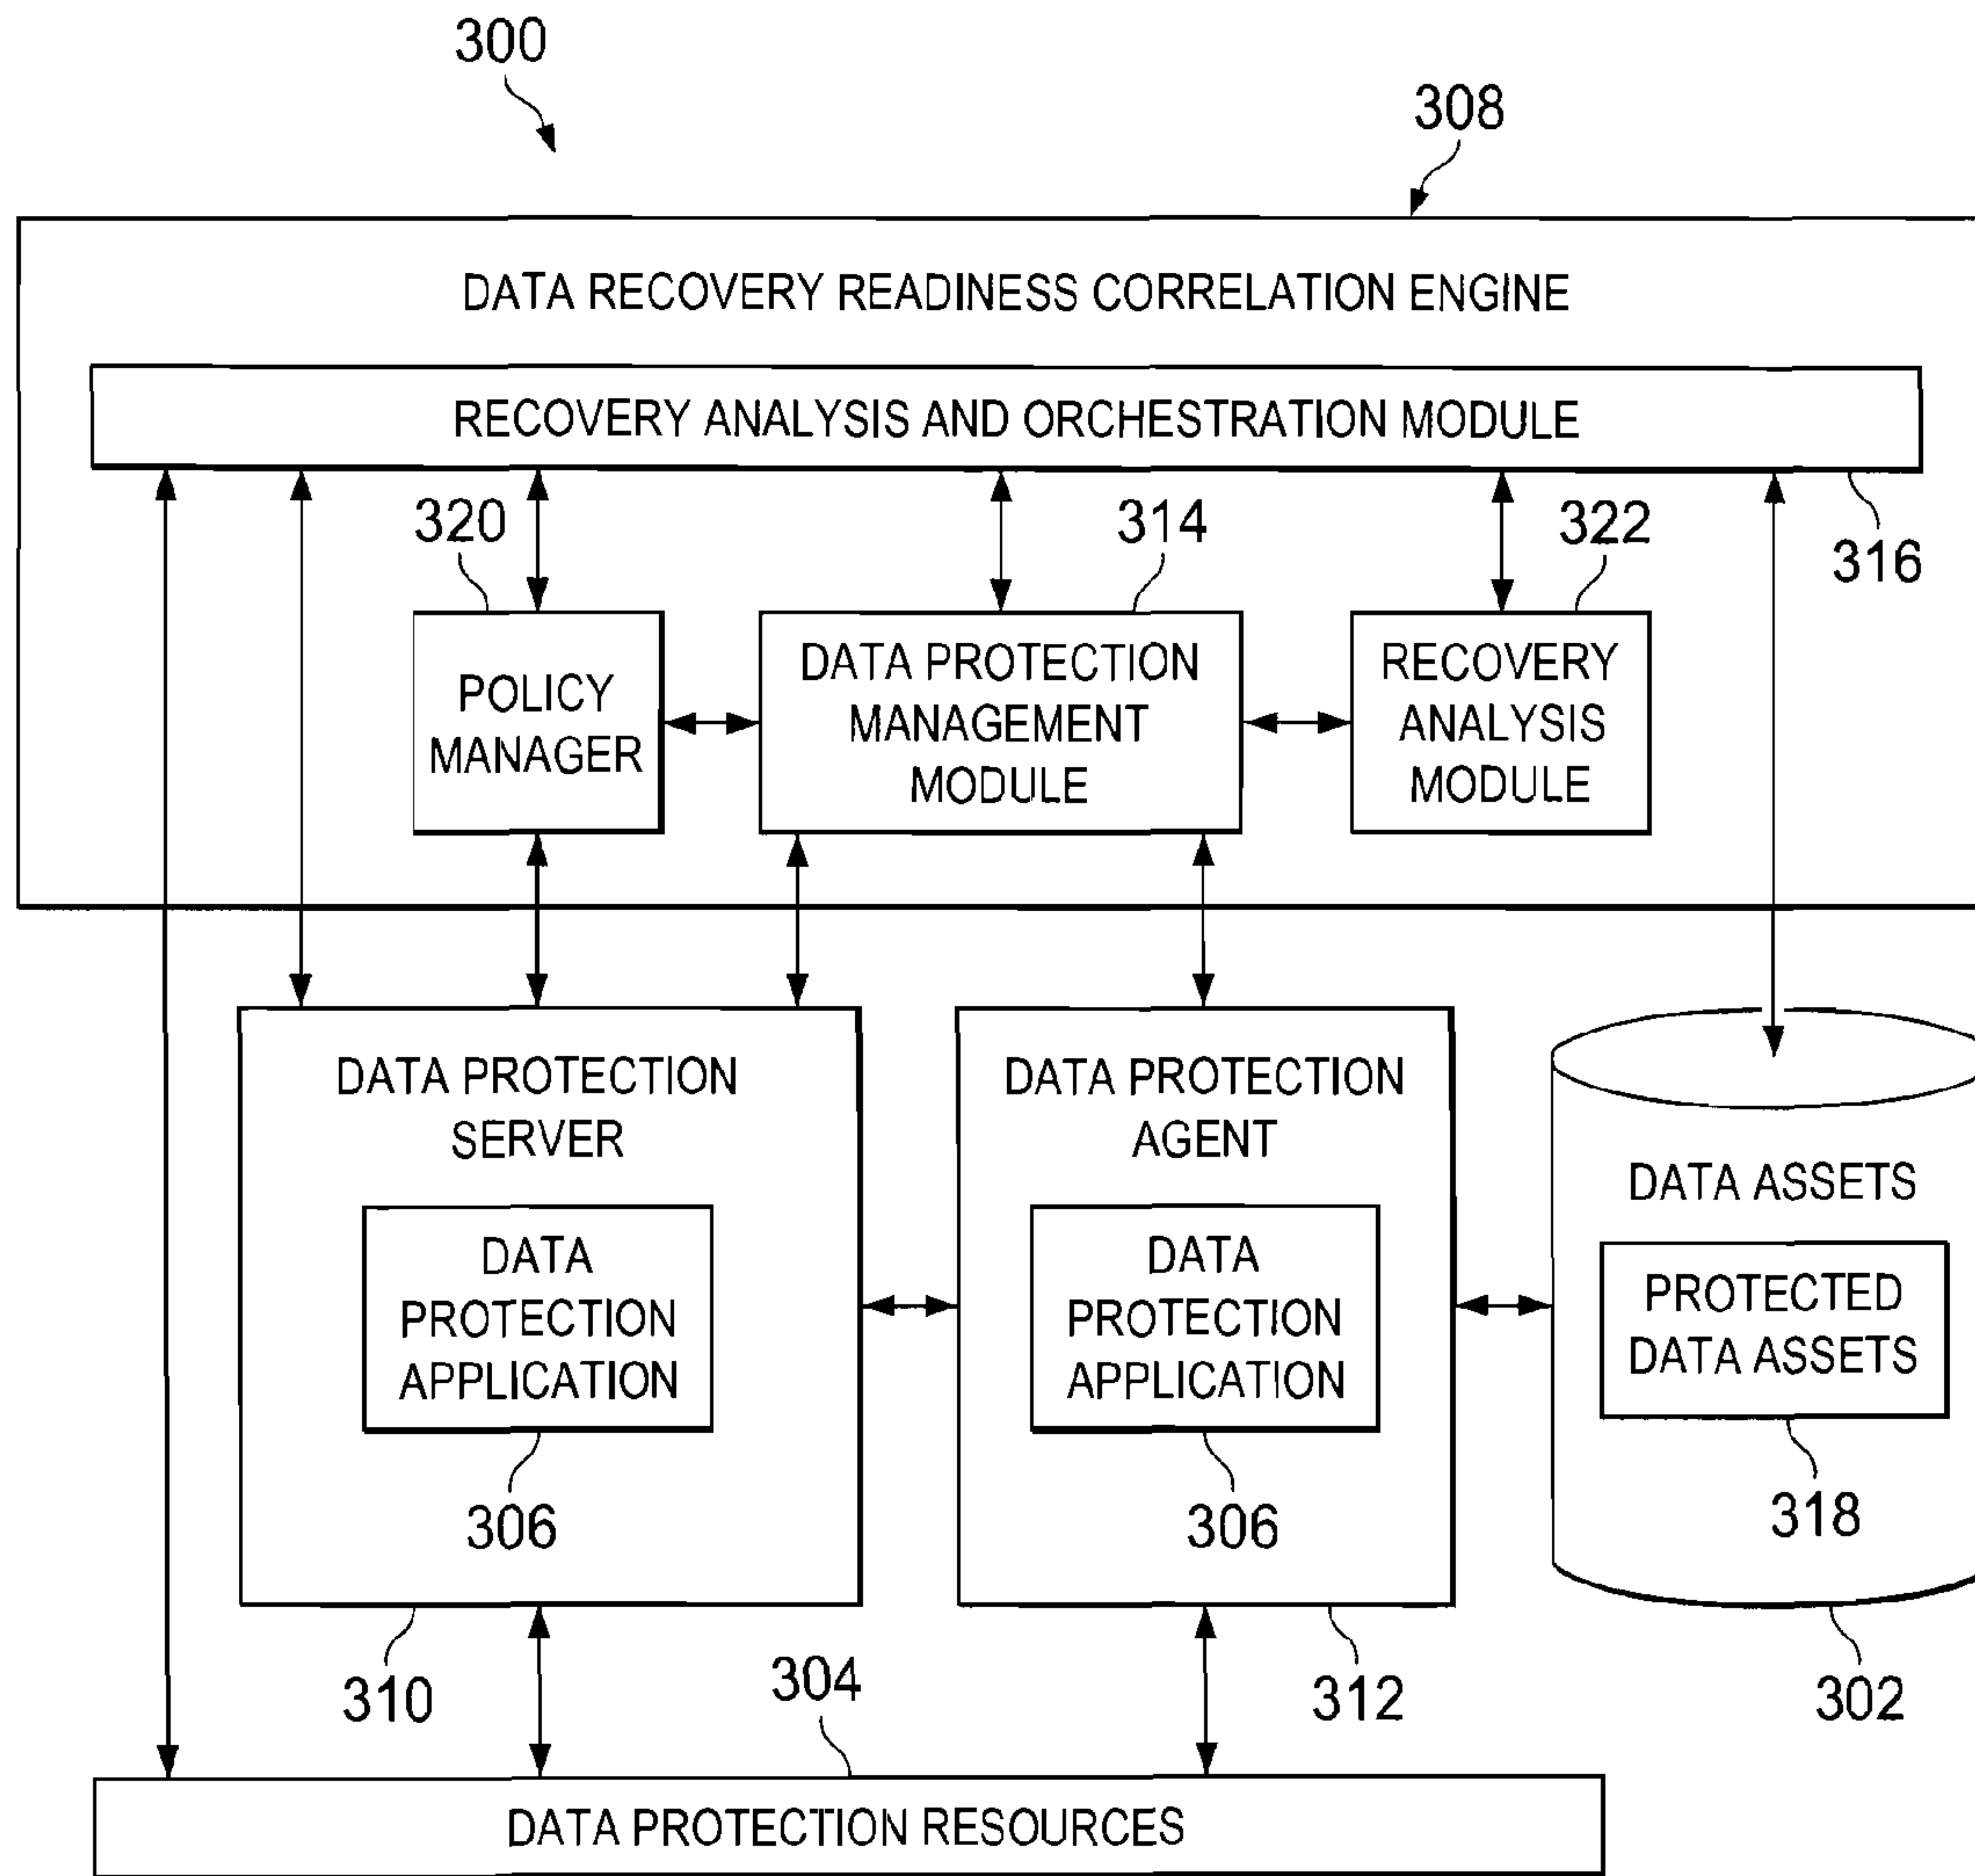 300
308
DATA RECOVERY READINESS CORRELATION ENGINE
RECOVERY ANALYSIS AND ORCHESTRATION MODULE
320
314
322
316
POLICY
MANAGER
DATA PROTECTION
MANAGEMENT
MODULE
RECOVERY
ANALYSIS
MODULE
DATA PROTECTION
SERVER
DATA
PROTECTION
APPLICATION
306
310
DATA PROTECTION
AGENT
DATA
PROTECTION
APPLICATION
306
312
DATA ASSETS
PROTECTED
DATA ASSETS
318
302
304
DATA PROTECTION RESOURCES